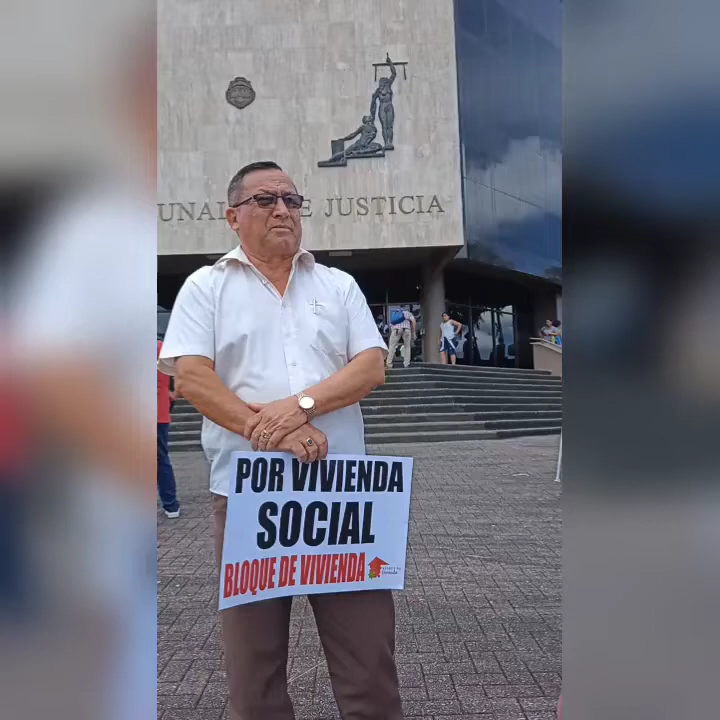 UNAL DE JUSTICIA
POR VIVIENDA
SOCIAL
BLOQUE DE VIVIENDA